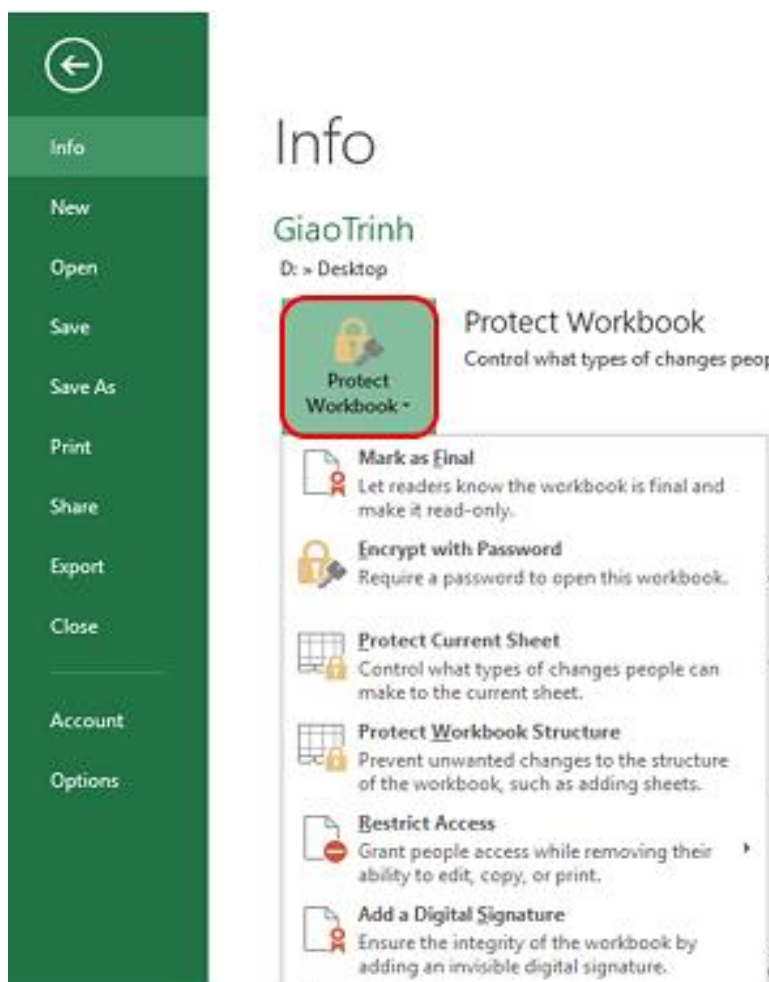 Info
New
Open
Save
Save As
Print
Share
Export
Close
Account
Options
Info
GiaoTrinh
D: » Desktop
Protect
Workbook
Protect Workbook
Control what types of changes peop
Mark as Final
Let readers know the workbook is final and
make it read-only.
Encrypt with Password
Require a password to open this workbook.
Protect Current Sheet
Control what types of changes people can
make to the current sheet.
Protect Workbook Structure
Prevent unwanted changes to the structure
of the workbook, such as adding sheets.
Restrict Access
Grant people access while removing their
ability to edit, copy, or print.
Add a Digital Signature
Ensure the integrity of the workbook by
adding an invisible digital signature.